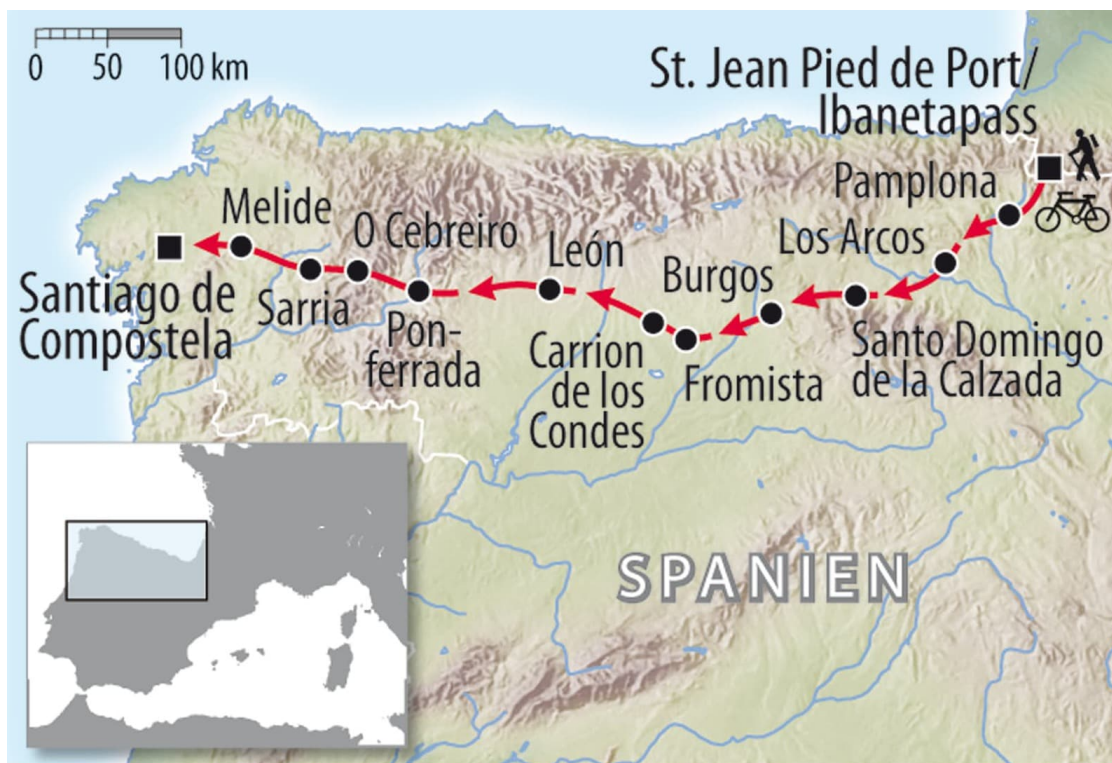 0 50 100 km
St. Jean Pied de Port/
Ibanetapass
Pamplona
Los Arcos
Santo Domingo
de la Calzada
Burgos
Fromista
Carrion
de los
Condes
León
Pon-
ferrada
O Cebreiro
Sarria
Melide
Santiago de
Compostela
SPANIEN